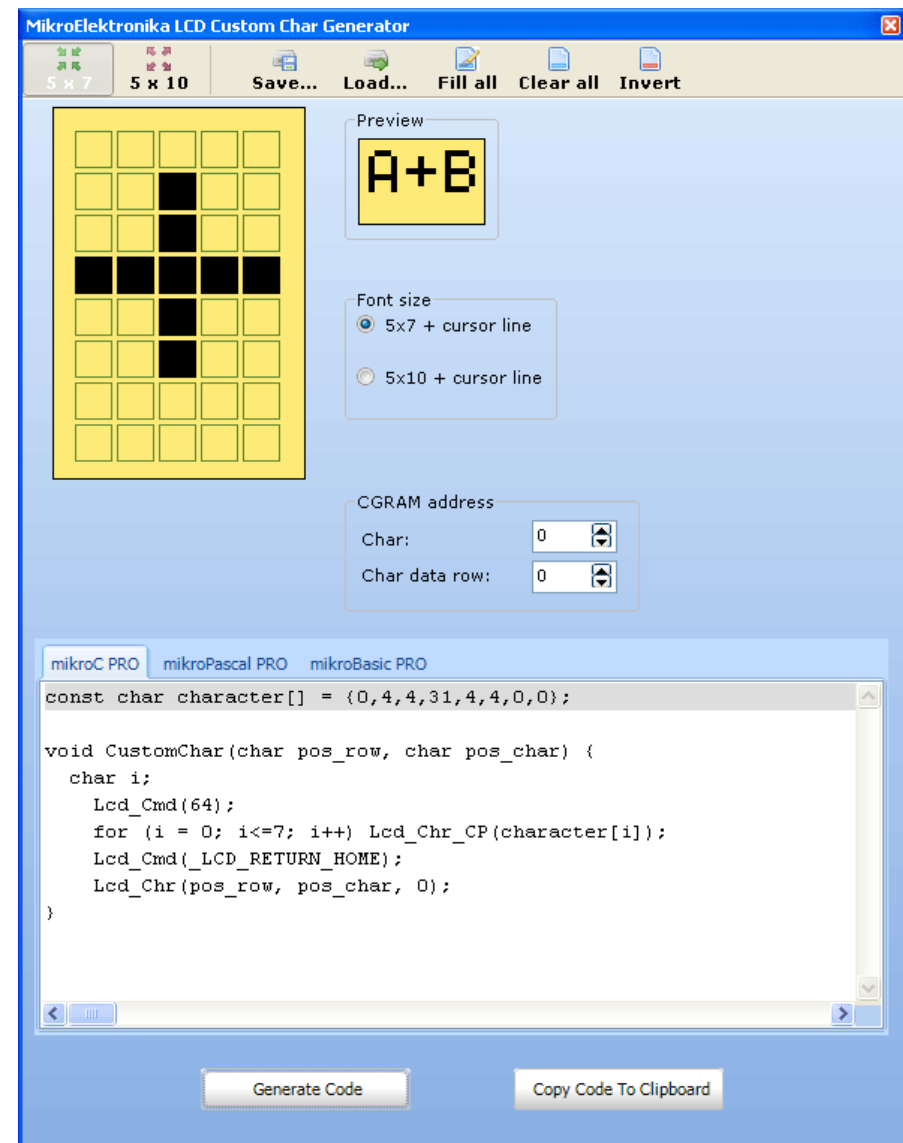 MikroElektronika LCD Custom Char Generator
5 x 7 5 x 10 Save... Load... Fill all Clear all Invert
Preview
A+B
Font size
5x7 + cursor line
5x10 + cursor line
CGRAM address
Char: 0
Char data row: 0
mikroC PRO mikroPascal PRO mikroBasic PRO
const char character[] = {0,4,4,31,4,4,0,0};
void CustomChar(char pos_row, char pos_char) {
  char i;
    Lcd_Cmd(64);
    for (i = 0; i<=7; i++) Lcd_Chr_CP(character[i]);
    Lcd_Cmd(_LCD_RETURN_HOME);
    Lcd_Chr(pos_row, pos_char, 0);
}
Generate Code Copy Code To Clipboard